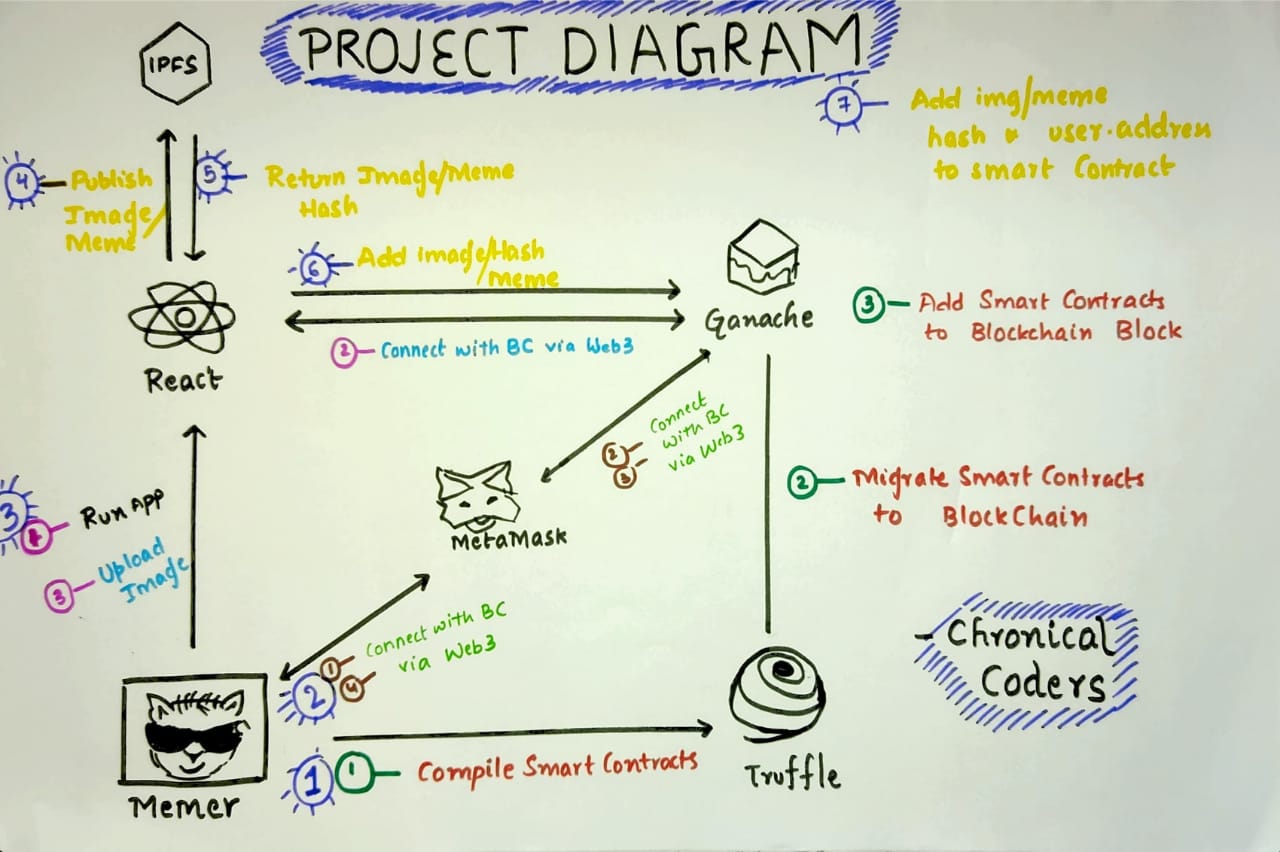 IPFS
PROJECT DIAGRAM
7 Add img/meme
hash & user.addren
to smart Contract
4 Publish
Image/
Meme
5 Return Image/Meme
Hash
6 Add Image/Hash
/Meme
React
2 Connect with BC via Web3
Ganache
3 Add Smart Contracts
to Blockchain Block
2
3
Connect
with BC
via Web3
2 Migrate Smart Contracts
to BlockChain
3
Run App
3 Upload
Image
MetaMask
2
1
4
Connect with BC
via Web3
- Chronical
Coders
Memer
1
1 Compile Smart Contracts
Truffle